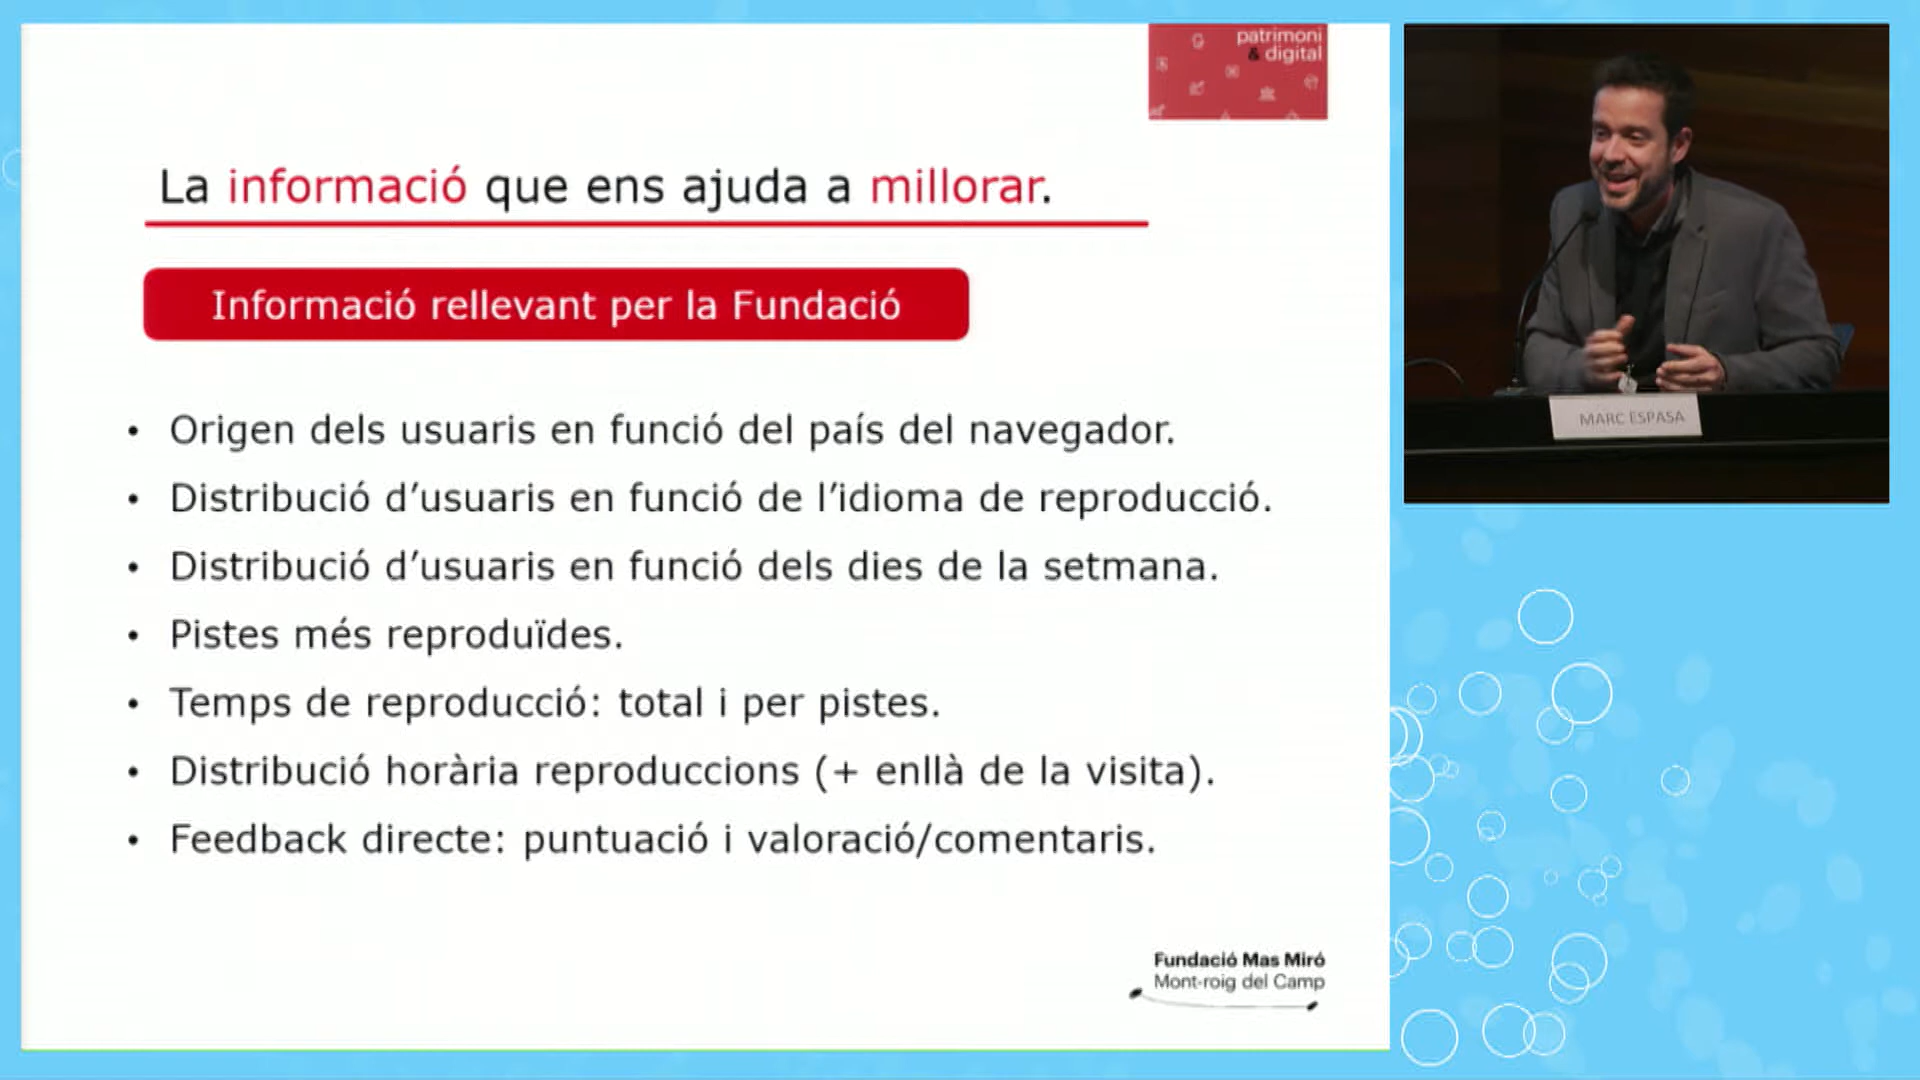 patrimoni
& digital
La informació que ens ajuda a millorar.
Informació rellevant per la Fundació
• Origen dels usuaris en funció del país del navegador.
• Distribució d’usuaris en funció de l’idioma de reproducció.
• Distribució d’usuaris en funció dels dies de la setmana.
• Pistes més reproduïdes.
• Temps de reproducció: total i per pistes.
• Distribució horària reproduccions (+ enllà de la visita).
• Feedback directe: puntuació i valoració/comentaris.
Fundació Mas Miró
Mont-roig del Camp
MARC ESPASA